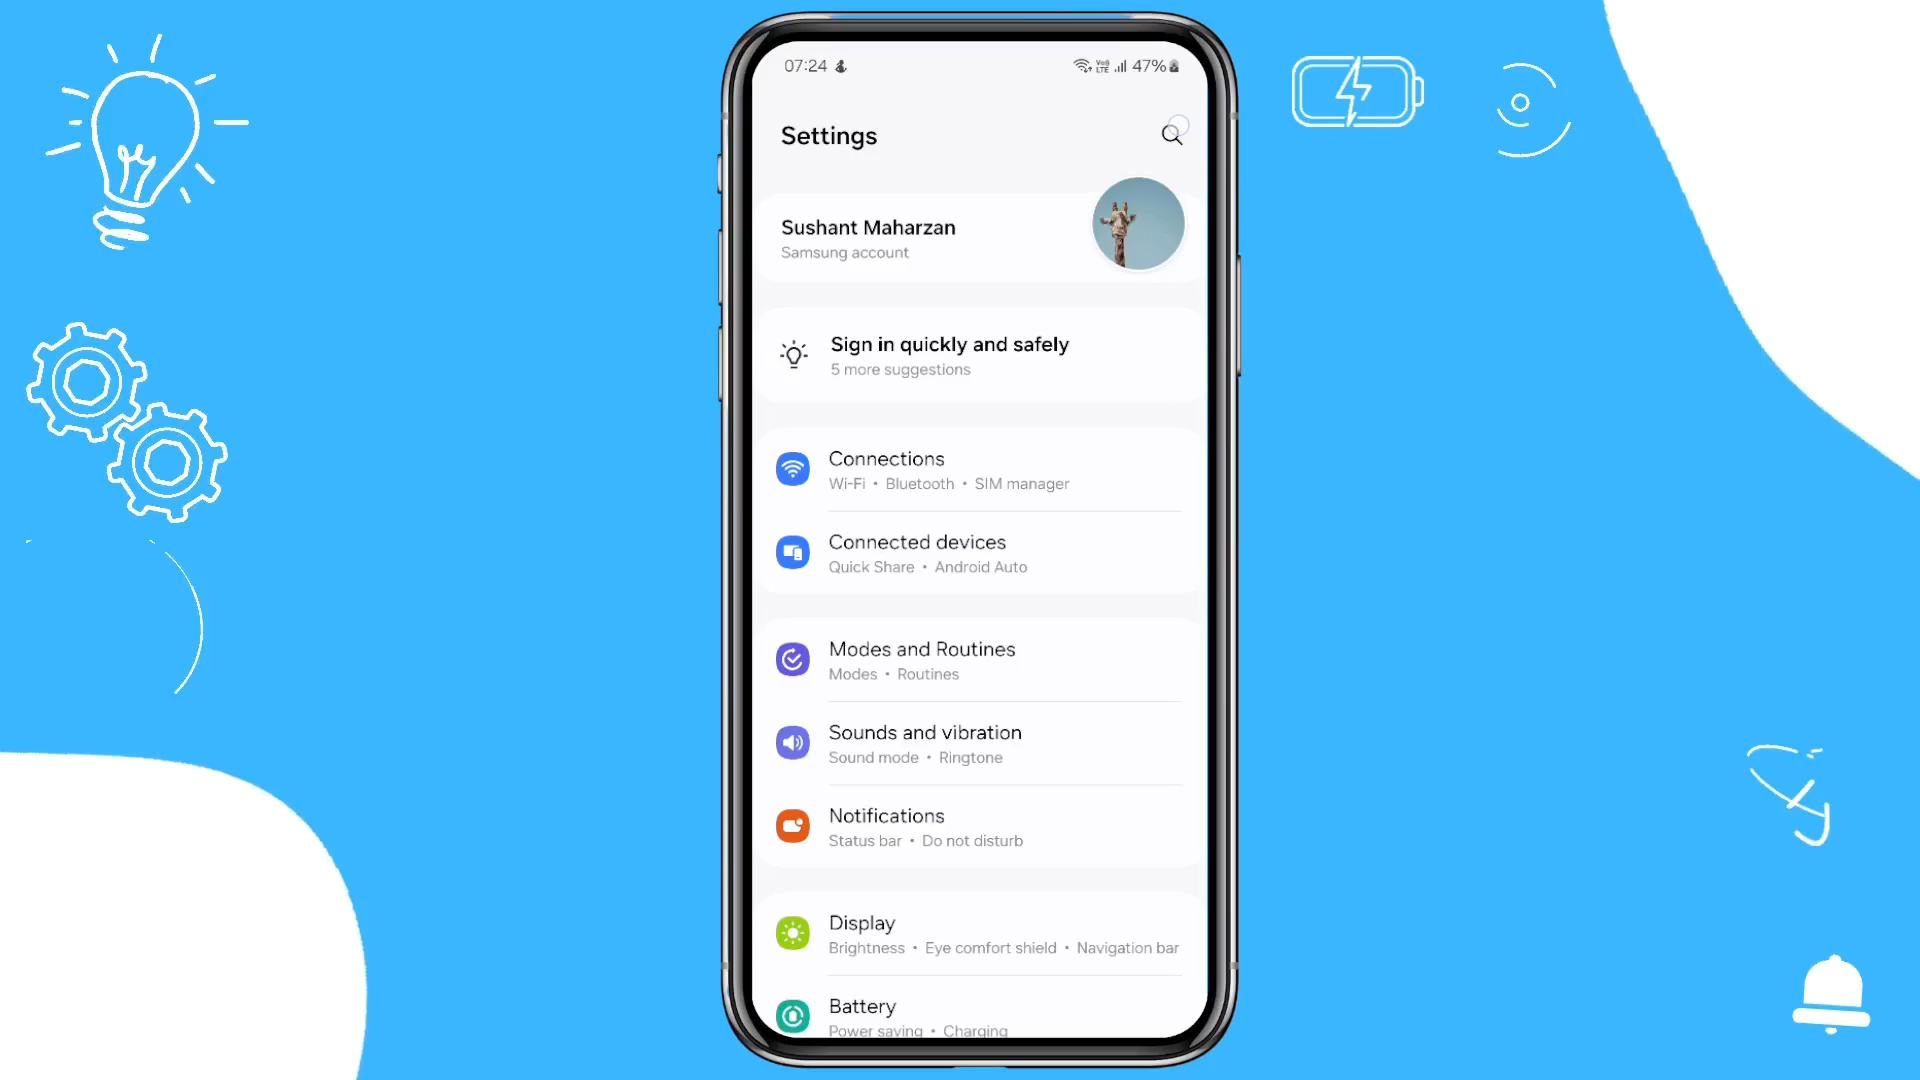 07:24 Vo)) LTE 47%
Settings
Sushant Maharzan
Samsung account
Sign in quickly and safely
5 more suggestions
Connections
Wi-Fi • Bluetooth • SIM manager
Connected devices
Quick Share • Android Auto
Modes and Routines
Modes • Routines
Sounds and vibration
Sound mode • Ringtone
Notifications
Status bar • Do not disturb
Display
Brightness • Eye comfort shield • Navigation bar
Battery
Power saving • Charging